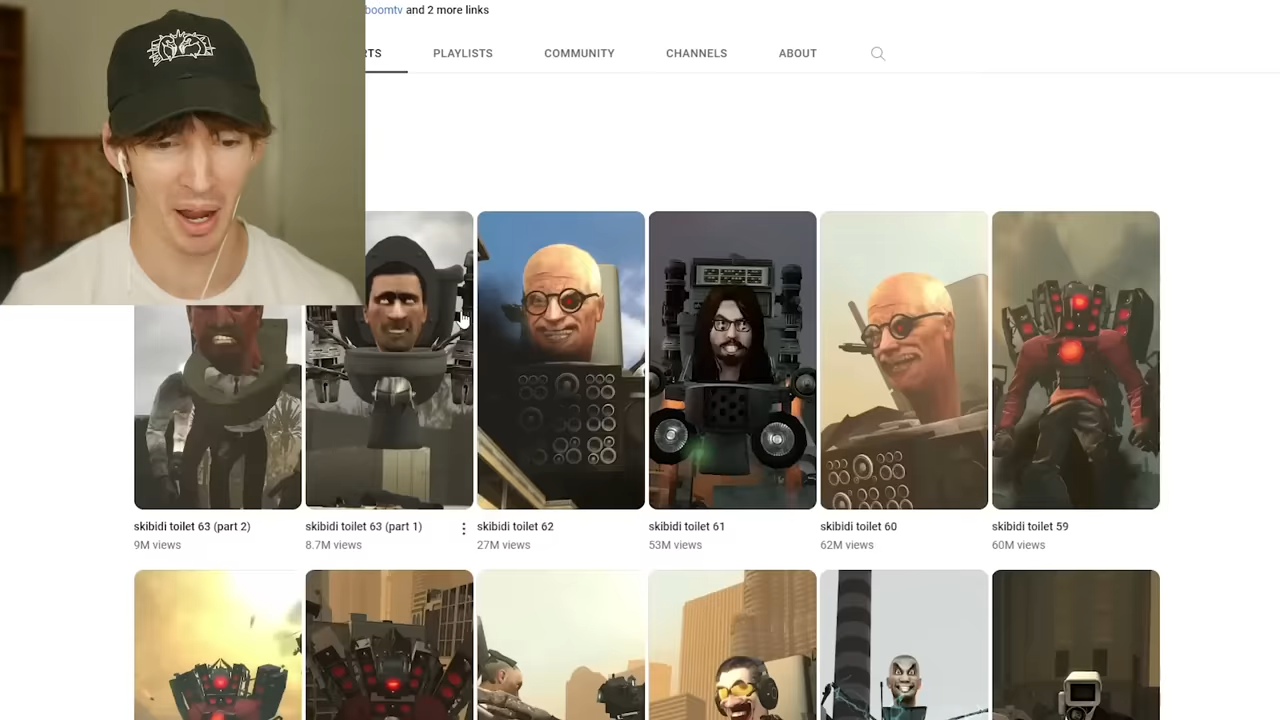 boomtv and 2 more links
RTS PLAYLISTS COMMUNITY CHANNELS ABOUT
skibidi toilet 63 (part 2)
9M views
skibidi toilet 63 (part 1)
8.7M views
skibidi toilet 62
27M views
skibidi toilet 61
53M views
skibidi toilet 60
62M views
skibidi toilet 59
60M views